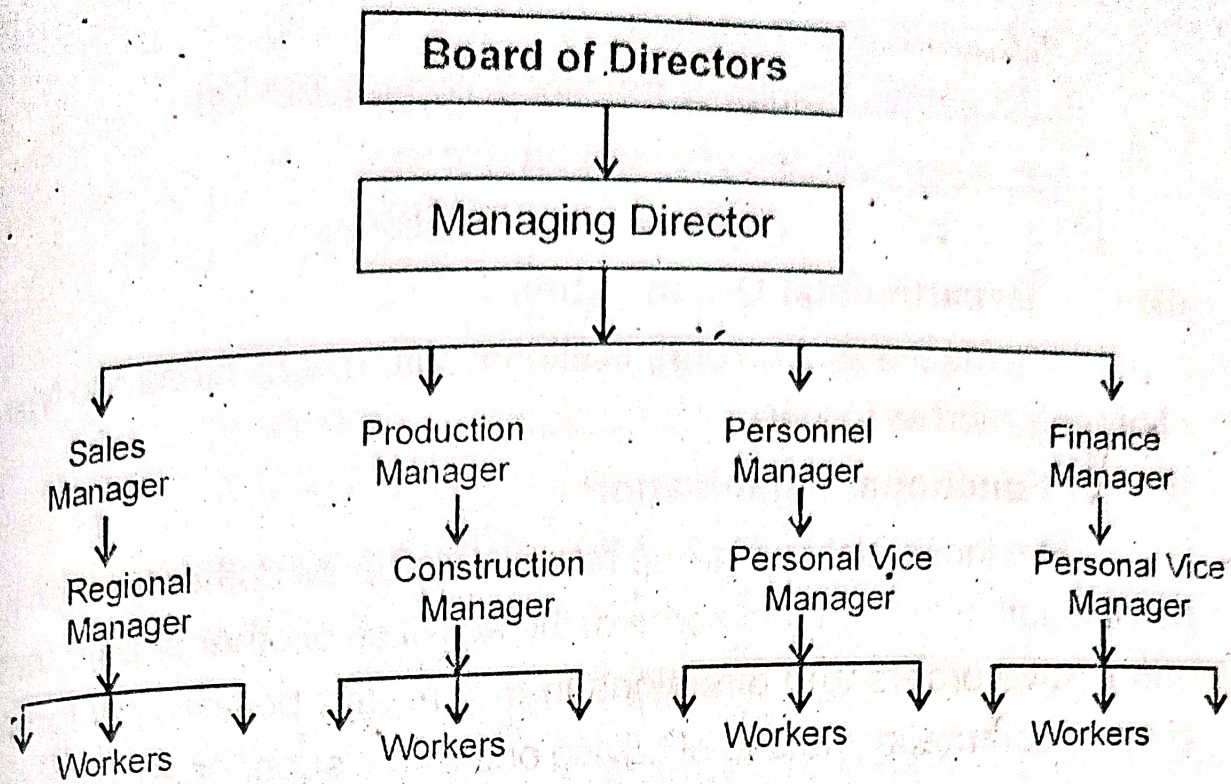 Board of Directors
Managing Director
Sales
Manager
Production
Manager
Personnel
Manager
Finance
Manager
Regional
Manager
Construction
Manager
Personal Vice
Manager
Personal Vice
Manager
Workers
Workers
Workers
Workers